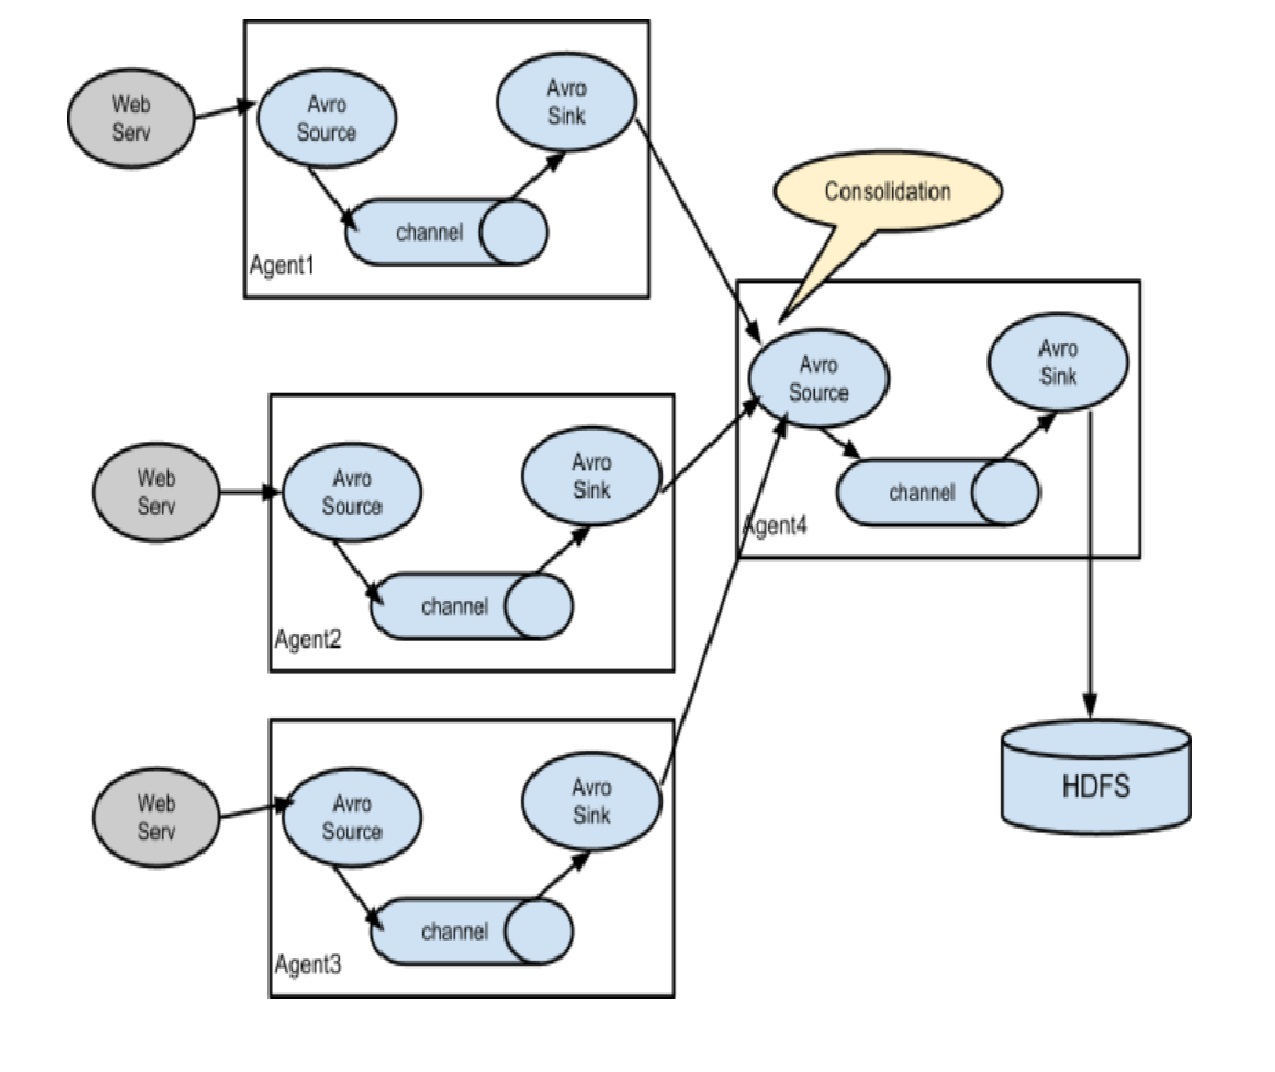 Web
Serv
Avro
Source
Avro
Sink
channel
Agent1
Consolidation
Web
Serv
Avro
Source
Avro
Sink
channel
Agent2
Avro
Source
Avro
Sink
channel
Agent4
Web
Serv
Avro
Source
Avro
Sink
channel
Agent3
HDFS